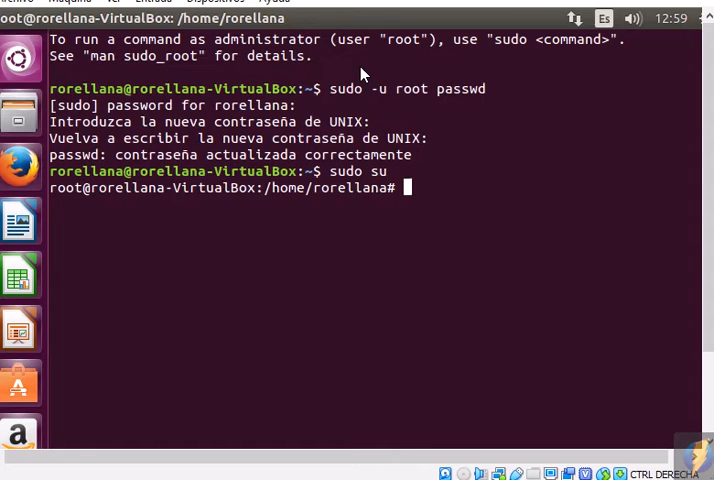 root@rorellana-VirtualBox: /home/rorellana
Es
12:59
To run a command as administrator (user "root"), use "sudo <command>".
See "man sudo_root" for details.
rorellana@rorellana-VirtualBox:~$ sudo -u root passwd
[sudo] password for rorellana:
Introduzca la nueva contraseña de UNIX:
Vuelva a escribir la nueva contraseña de UNIX:
passwd: contraseña actualizada correctamente
rorellana@rorellana-VirtualBox:~$ sudo su
root@rorellana-VirtualBox:/home/rorellana#
CTRL DERECHA